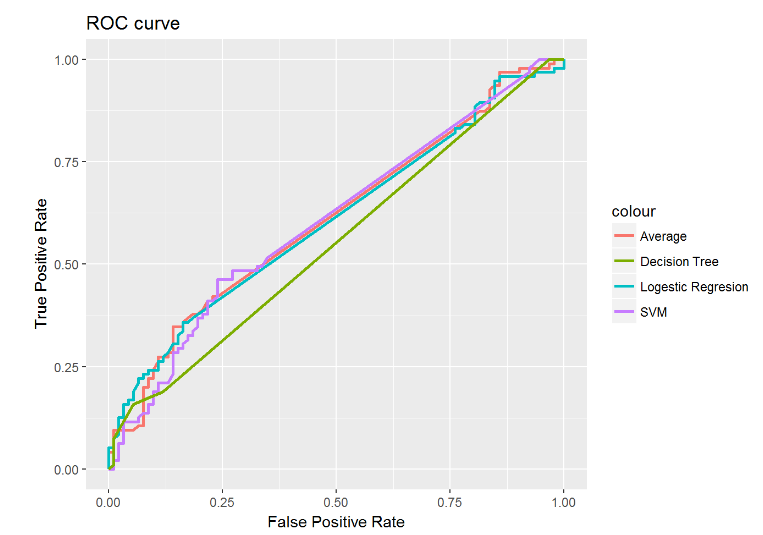 ROC curve
1.00
0.75
0.50
0.25
0.00
True Positive Rate
0.00 0.25 0.50 0.75 1.00
False Positive Rate
colour
Average
Decision Tree
Logestic Regresion
SVM